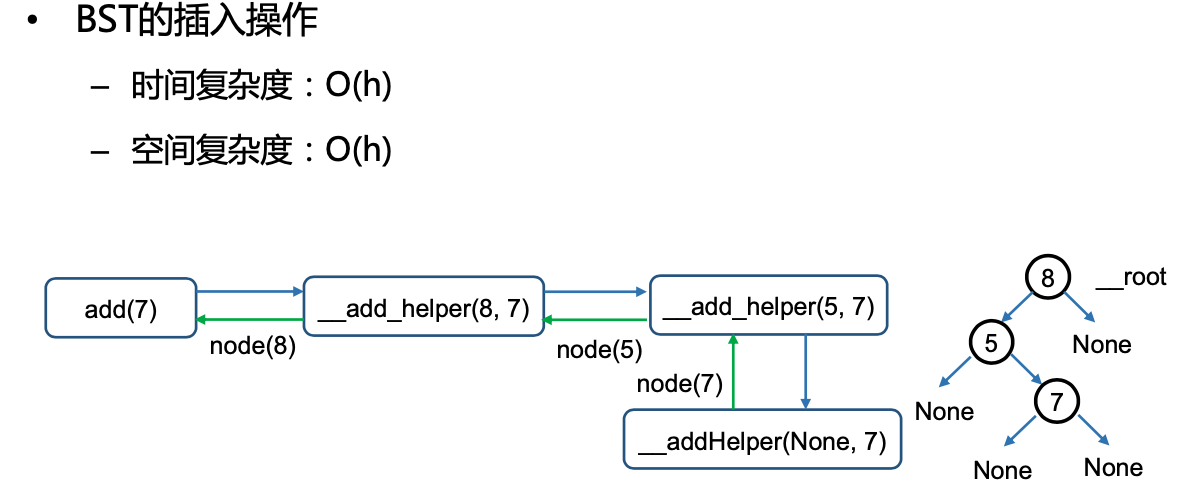 • BST的插入操作
– 时间复杂度：O(h)
– 空间复杂度：O(h)
add(7)
__add_helper(8, 7)
__add_helper(5, 7)
node(8)
node(5)
node(7)
__addHelper(None, 7)
8
__root
5
None
None
7
None
None